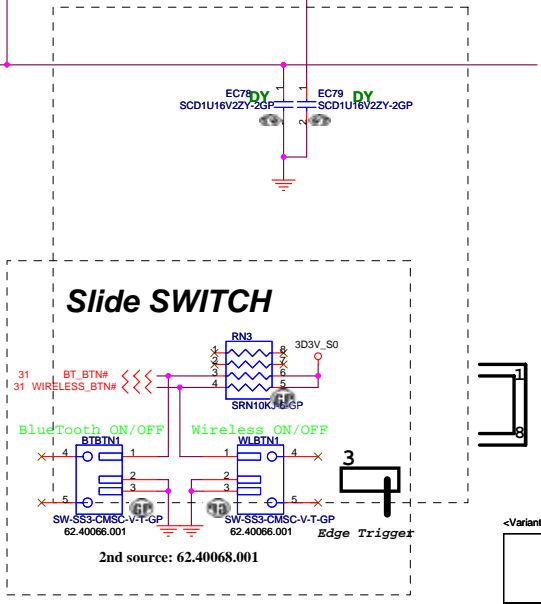 EC78 DY EC79 DY
SCD1U16V2ZY-2GP SCD1U16V2ZY-2GP
1 1
2 2
Slide SWITCH
RN3
3D3V_S0
1 8
2 7
31 BT_BTN# 3 6
31 WIRELESS_BTN# 4 5
SRN10KJ-6-GP
BlueTooth ON/OFF Wireless ON/OFF
BTBTN1 WLBTN1
4 1 1 4
2 2
3 3
5 5
SW-SS3-CMSC-V-T-GP SW-SS3-CMSC-V-T-GP
62.40066.001 62.40066.001
2nd source: 62.40068.001
3
Edge Trigger
1
8
<Variant